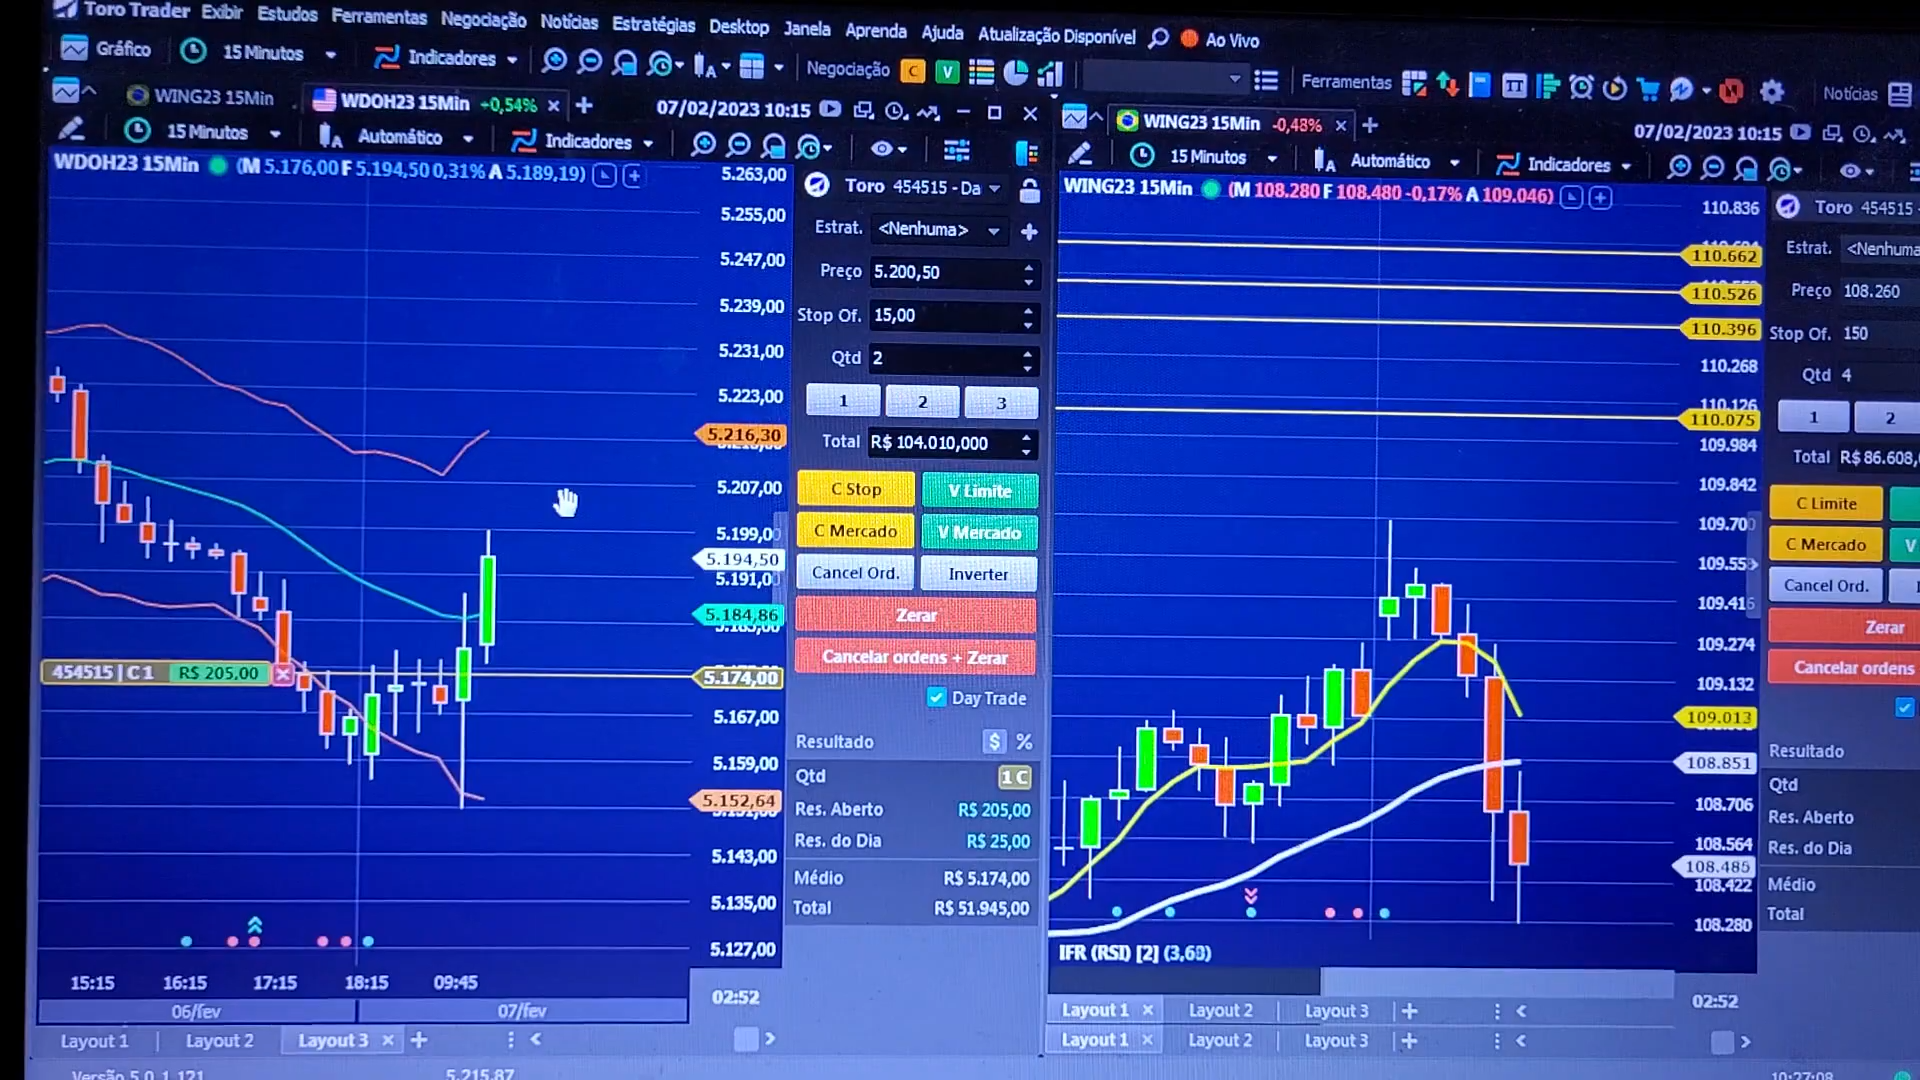 Toro Trader Exibir Estudos Ferramentas Negociação Notícias Estratégias Desktop Janela Aprenda Ajuda Atualização Disponível Ao Vivo
Gráfico 15 Minutos Indicadores Negociação C V Ferramentas Notícias
WING23 15Min WDOH23 15Min +0,54% 07/02/2023 10:15
15 Minutos Automático Indicadores
WDOH23 15Min (M 5.176,00 F 5.194,50 0,31% A 5.189,19)
5.263,00
5.255,00
5.247,00
5.239,00
5.231,00
5.223,00
5.216,30
5.207,00
5.199,00
5.194,50
5.191,00
5.184,86
454515 | C 1 R$ 205,00
5.174,00
5.167,00
5.159,00
5.152,64
5.143,00
5.135,00
5.127,00
15:15 16:15 17:15 18:15 09:45
06/fev 07/fev
02:52
Layout 1 Layout 2 Layout 3
Versão 5.0.1.121 5.215,87
Toro 454515 - Da
Estrat. <Nenhuma>
Preço 5.200,50
Stop Of. 15,00
Qtd 2
1 2 3
Total R$ 104.010,000
C Stop V Limite
C Mercado V Mercado
Cancel Ord. Inverter
Zerar
Cancelar ordens + Zerar
Day Trade
Resultado $ %
Qtd 1 C
Res. Aberto R$ 205,00
Res. do Dia R$ 25,00
Médio R$ 5.174,00
Total R$ 51.945,00
WING23 15Min -0,48% 07/02/2023 10:15
15 Minutos Automático Indicadores
WING23 15Min (M 108.280 F 108.480 -0,17% A 109.046)
110.836
110.662
110.526
110.396
110.268
110.126
110.075
109.984
109.842
109.700
109.416
109.274
109.132
109.013
108.851
108.706
108.564
108.485
108.422
108.280
IFR (RSI) [2] (3,60)
02:52
Layout 1 Layout 2 Layout 3
Layout 1 Layout 2 Layout 3
Toro 454515
Estrat. <Nenhuma
Preço 108.260
Stop Of. 150
Qtd 4
1 2
Total R$ 86.608,
C Limite
C Mercado V
Cancel Ord.
Zerar
Cancelar ordens
Resultado
Qtd
Res. Aberto
Res. do Dia
Médio
Total
10:27:08